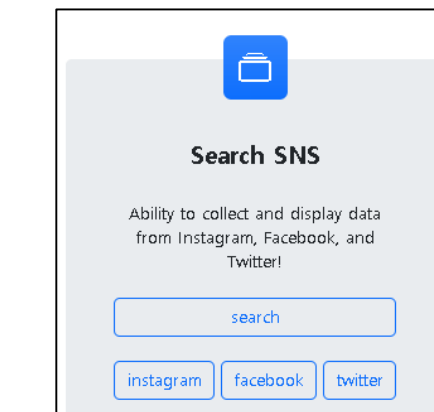 Search SNS
Ability to collect and display data
from Instagram, Facebook, and
Twitter!
search
instagram facebook twitter